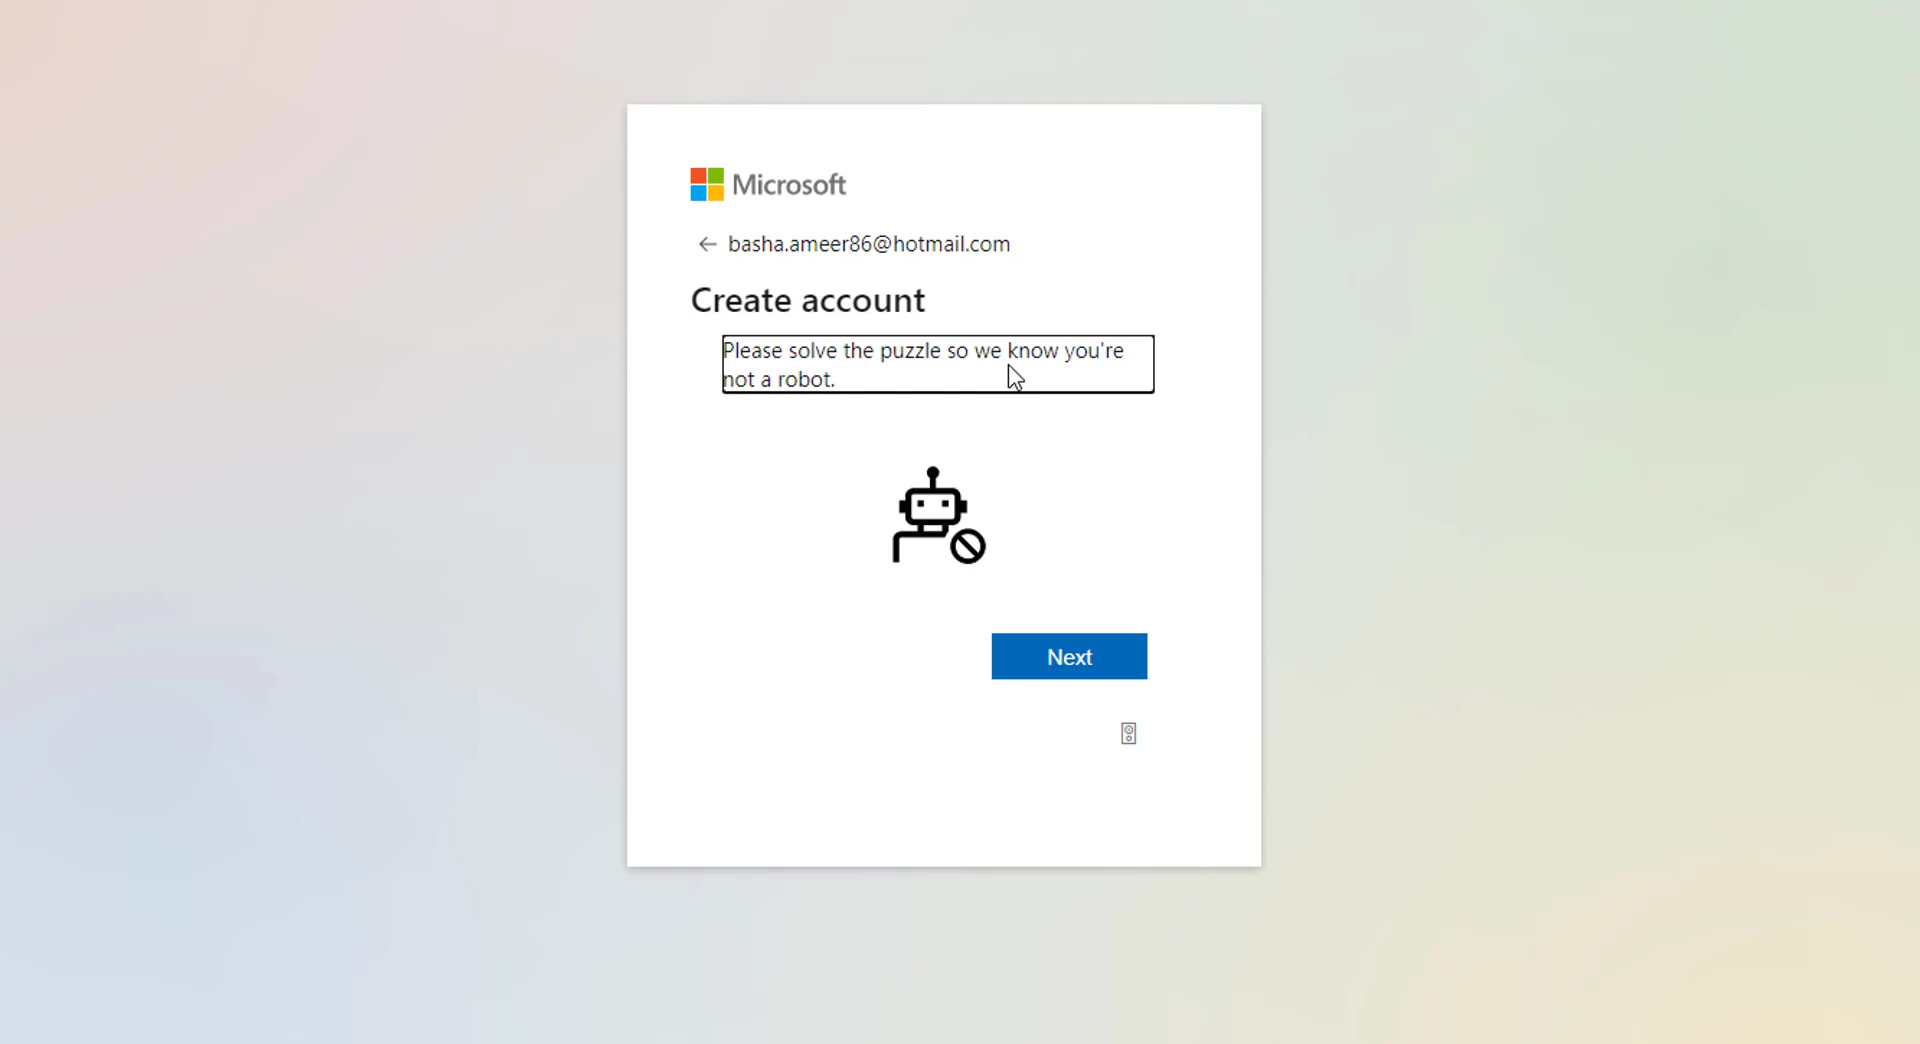 Microsoft
basha.ameer86@hotmail.com
Create account
Please solve the puzzle so we know you're
not a robot.
Next